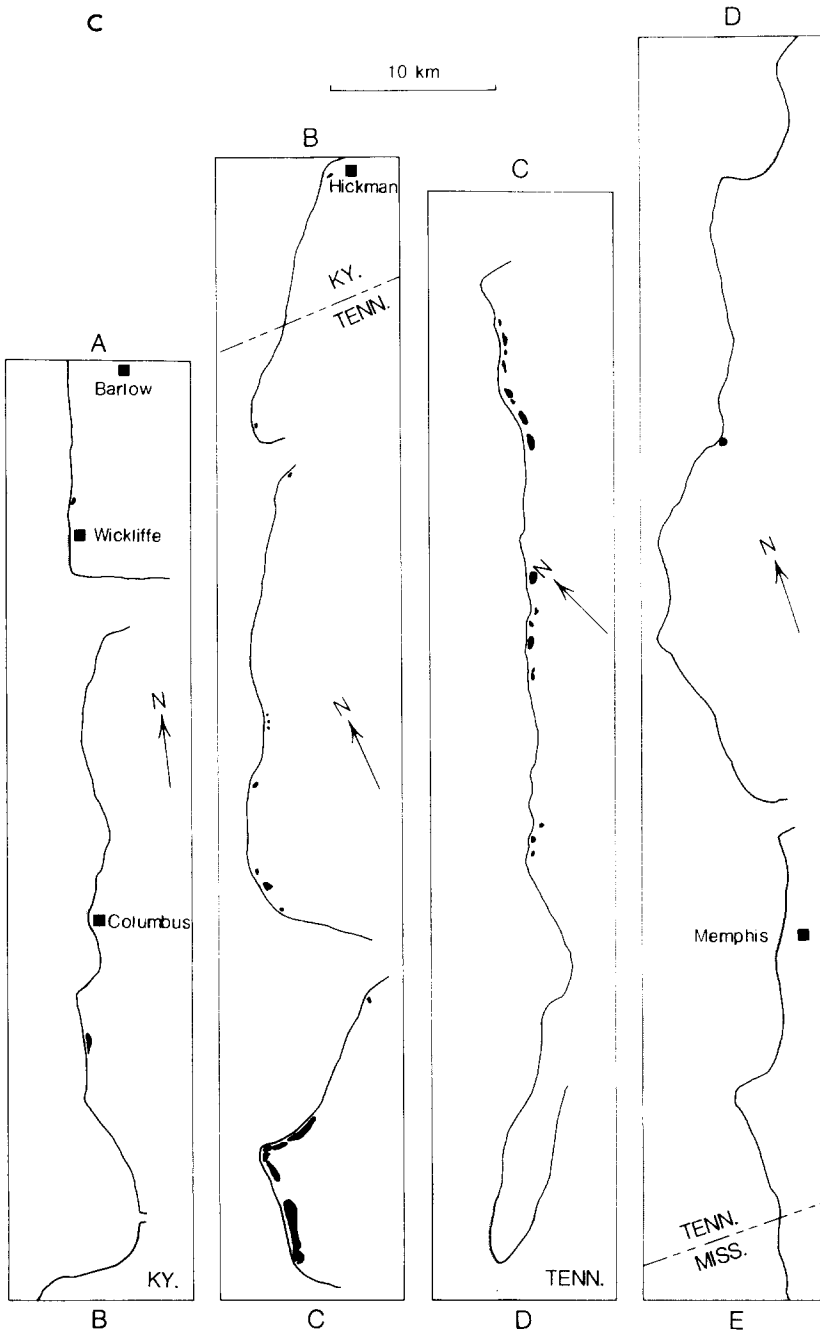 C
10 km
A
Barlow
Wickliffe
N
Columbus
KY.
B
B
Hickman
KY.
TENN.
N
C
C
N
TENN.
D
D
N
Memphis
TENN.
MISS.
E